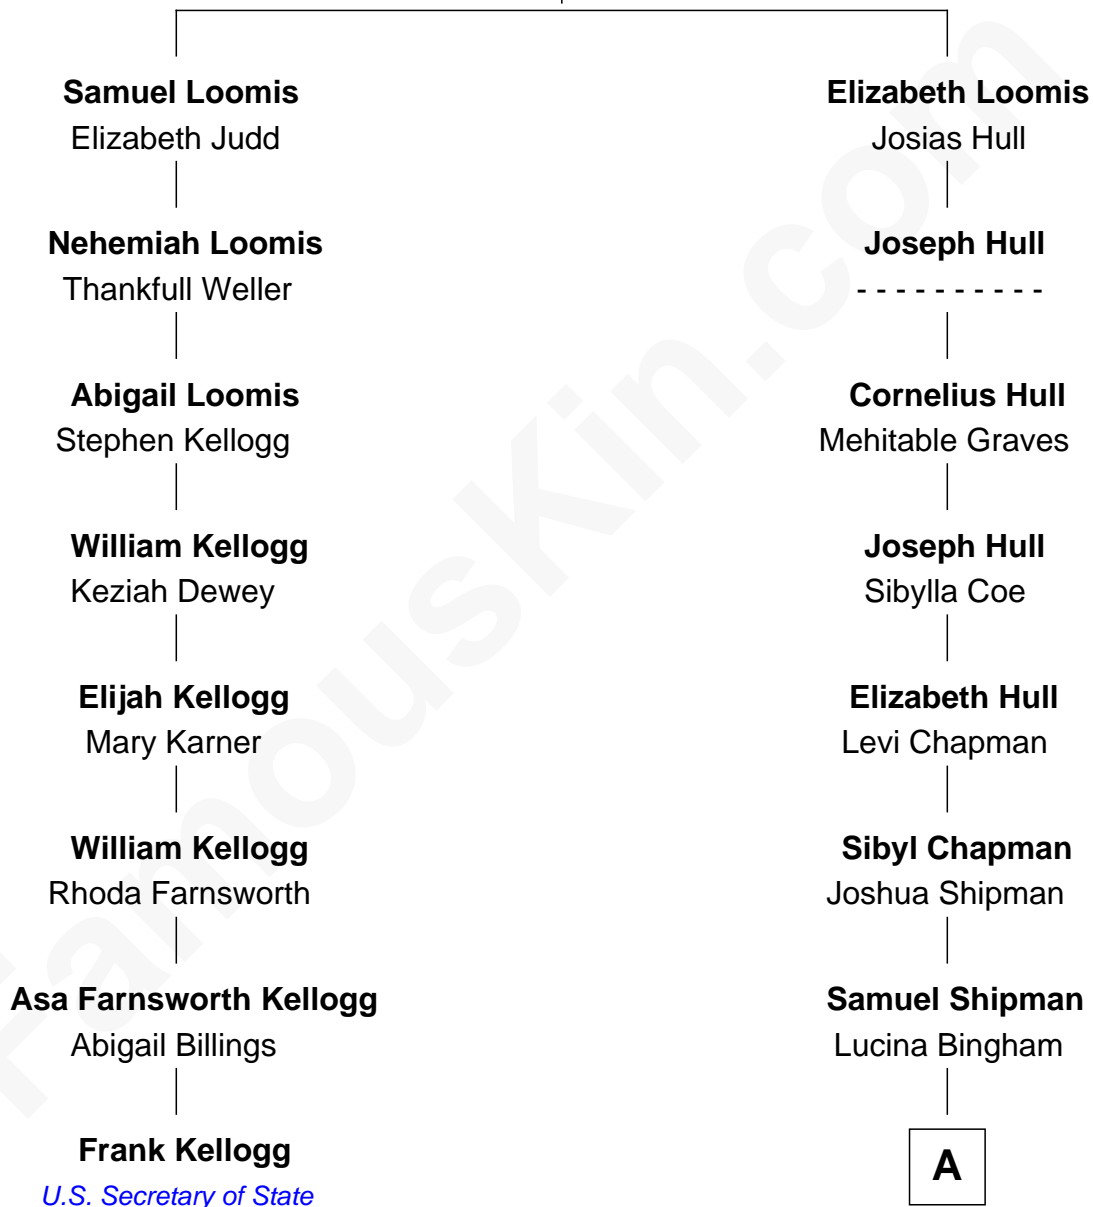 Samuel Loomis
Elizabeth Judd
Nehemiah Loomis
Thankfull Weller
Abigail Loomis
Stephen Kellogg
William Kellogg
Keziah Dewey
Elijah Kellogg
Mary Karner
William Kellogg
Rhoda Farnsworth
Asa Farnsworth Kellogg
Abigail Billings
Frank Kellogg
U.S. Secretary of State
Elizabeth Loomis
Josias Hull
Joseph Hull
- - - - - - - - - -
Cornelius Hull
Mehitable Graves
Joseph Hull
Sibylla Coe
Elizabeth Hull
Levi Chapman
Sibyl Chapman
Joshua Shipman
Samuel Shipman
Lucina Bingham
A
FamousKin.com